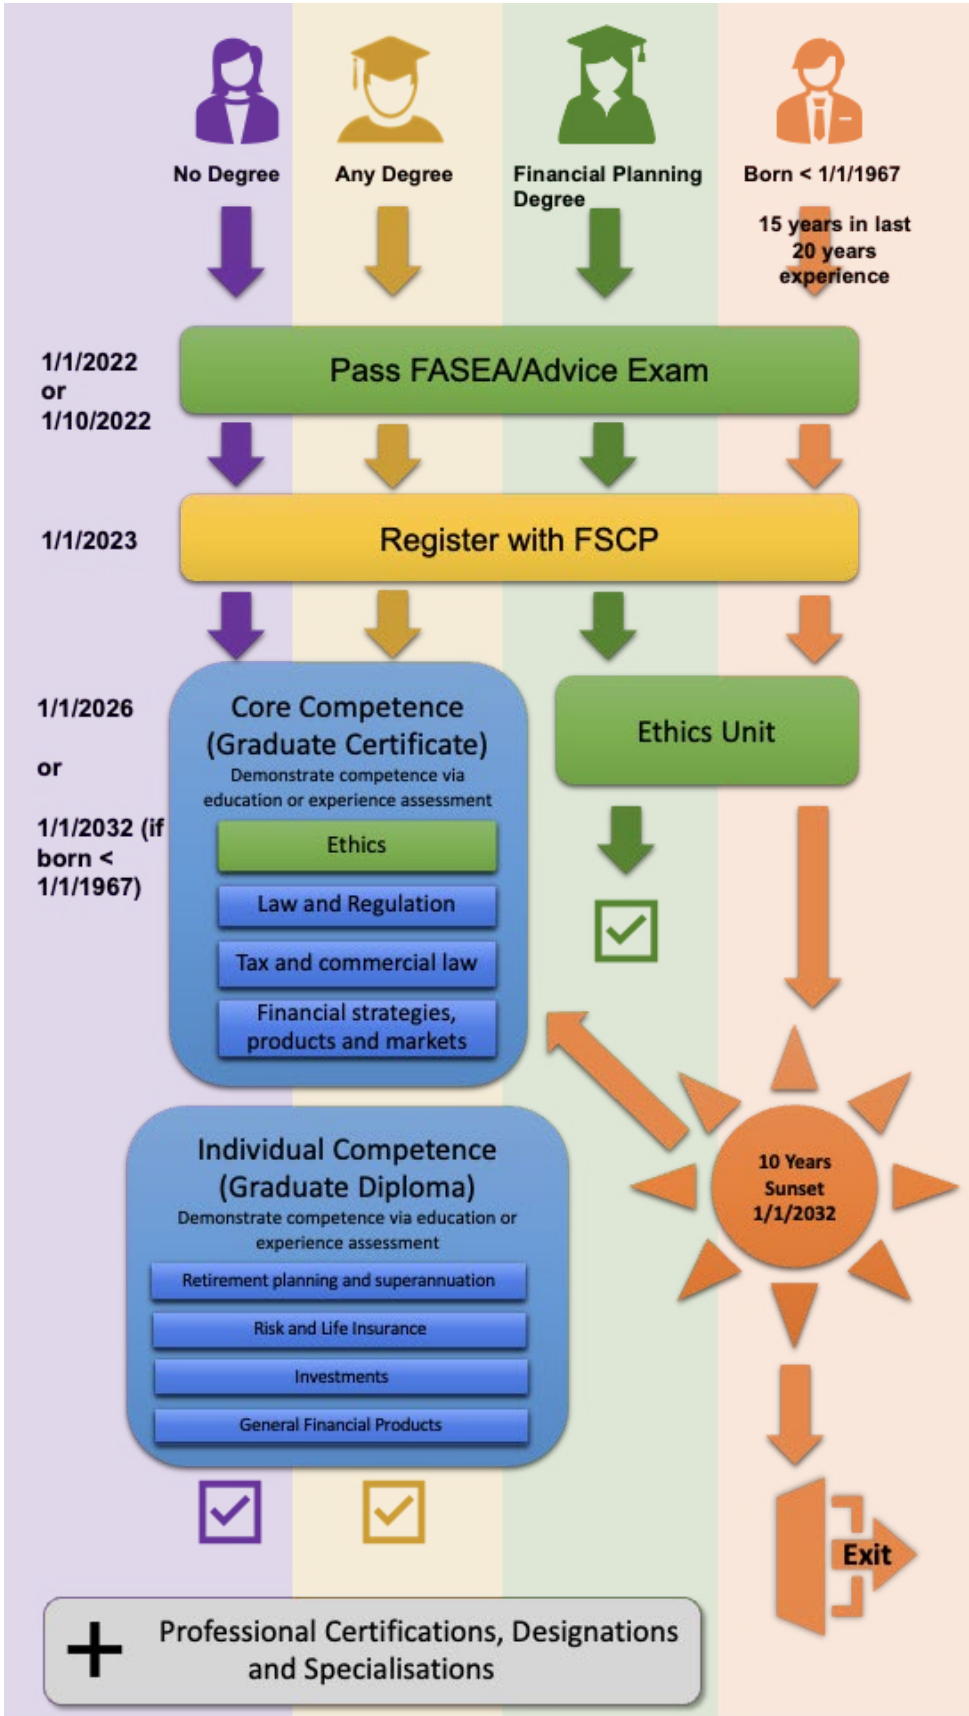 No Degree
Any Degree
Financial Planning
Degree
Born < 1/1/1967
15 years in last
20 years
experience
1/1/2022
or
1/10/2022
Pass FASEA/Advice Exam
1/1/2023
Register with FSCP
1/1/2026
or
1/1/2032 (if
born <
1/1/1967)
Core Competence
(Graduate Certificate)
Demonstrate competence via
education or experience assessment
Ethics
Law and Regulation
Tax and commercial law
Financial strategies,
products and markets
Ethics Unit
Individual Competence
(Graduate Diploma)
Demonstrate competence via education or
experience assessment
Retirement planning and superannuation
Risk and Life Insurance
Investments
General Financial Products
10 Years
Sunset
1/1/2032
Exit
+ Professional Certifications, Designations
and Specialisations